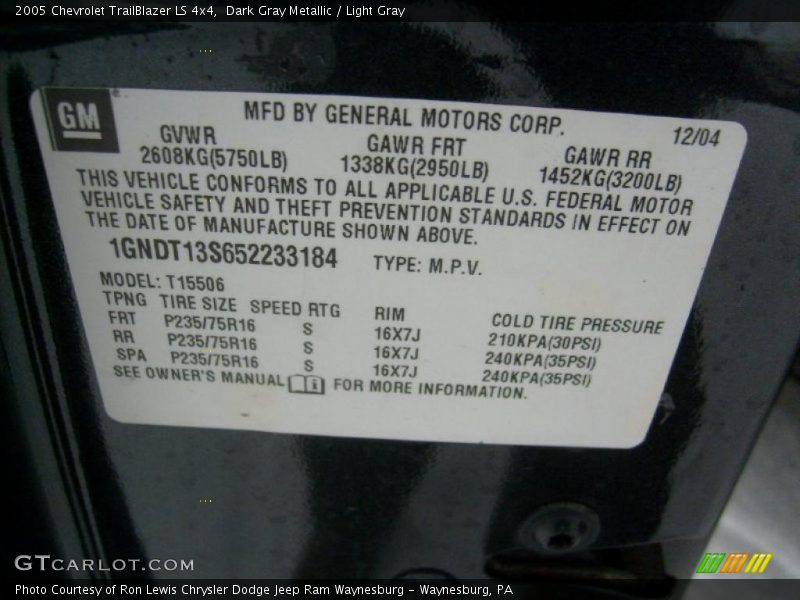 2005 Chevrolet TrailBlazer LS 4x4, Dark Gray Metallic / Light Gray
GM
MFD BY GENERAL MOTORS CORP.
12/04
GVWR GAWR FRT GAWR RR
2608KG(5750LB) 1338KG(2950LB) 1452KG(3200LB)
THIS VEHICLE CONFORMS TO ALL APPLICABLE U.S. FEDERAL MOTOR
VEHICLE SAFETY AND THEFT PREVENTION STANDARDS IN EFFECT ON
THE DATE OF MANUFACTURE SHOWN ABOVE.
1GNDT13S652233184 TYPE: M.P.V.
MODEL: T15506
TPNG TIRE SIZE SPEED RTG RIM COLD TIRE PRESSURE
FRT P235/75R16 S 16X7J 210KPA(30PSI)
RR P235/75R16 S 16X7J 240KPA(35PSI)
SPA P235/75R16 S 16X7J 240KPA(35PSI)
SEE OWNER'S MANUAL FOR MORE INFORMATION.
GTCARLOT.COM
Photo Courtesy of Ron Lewis Chrysler Dodge Jeep Ram Waynesburg - Waynesburg, PA